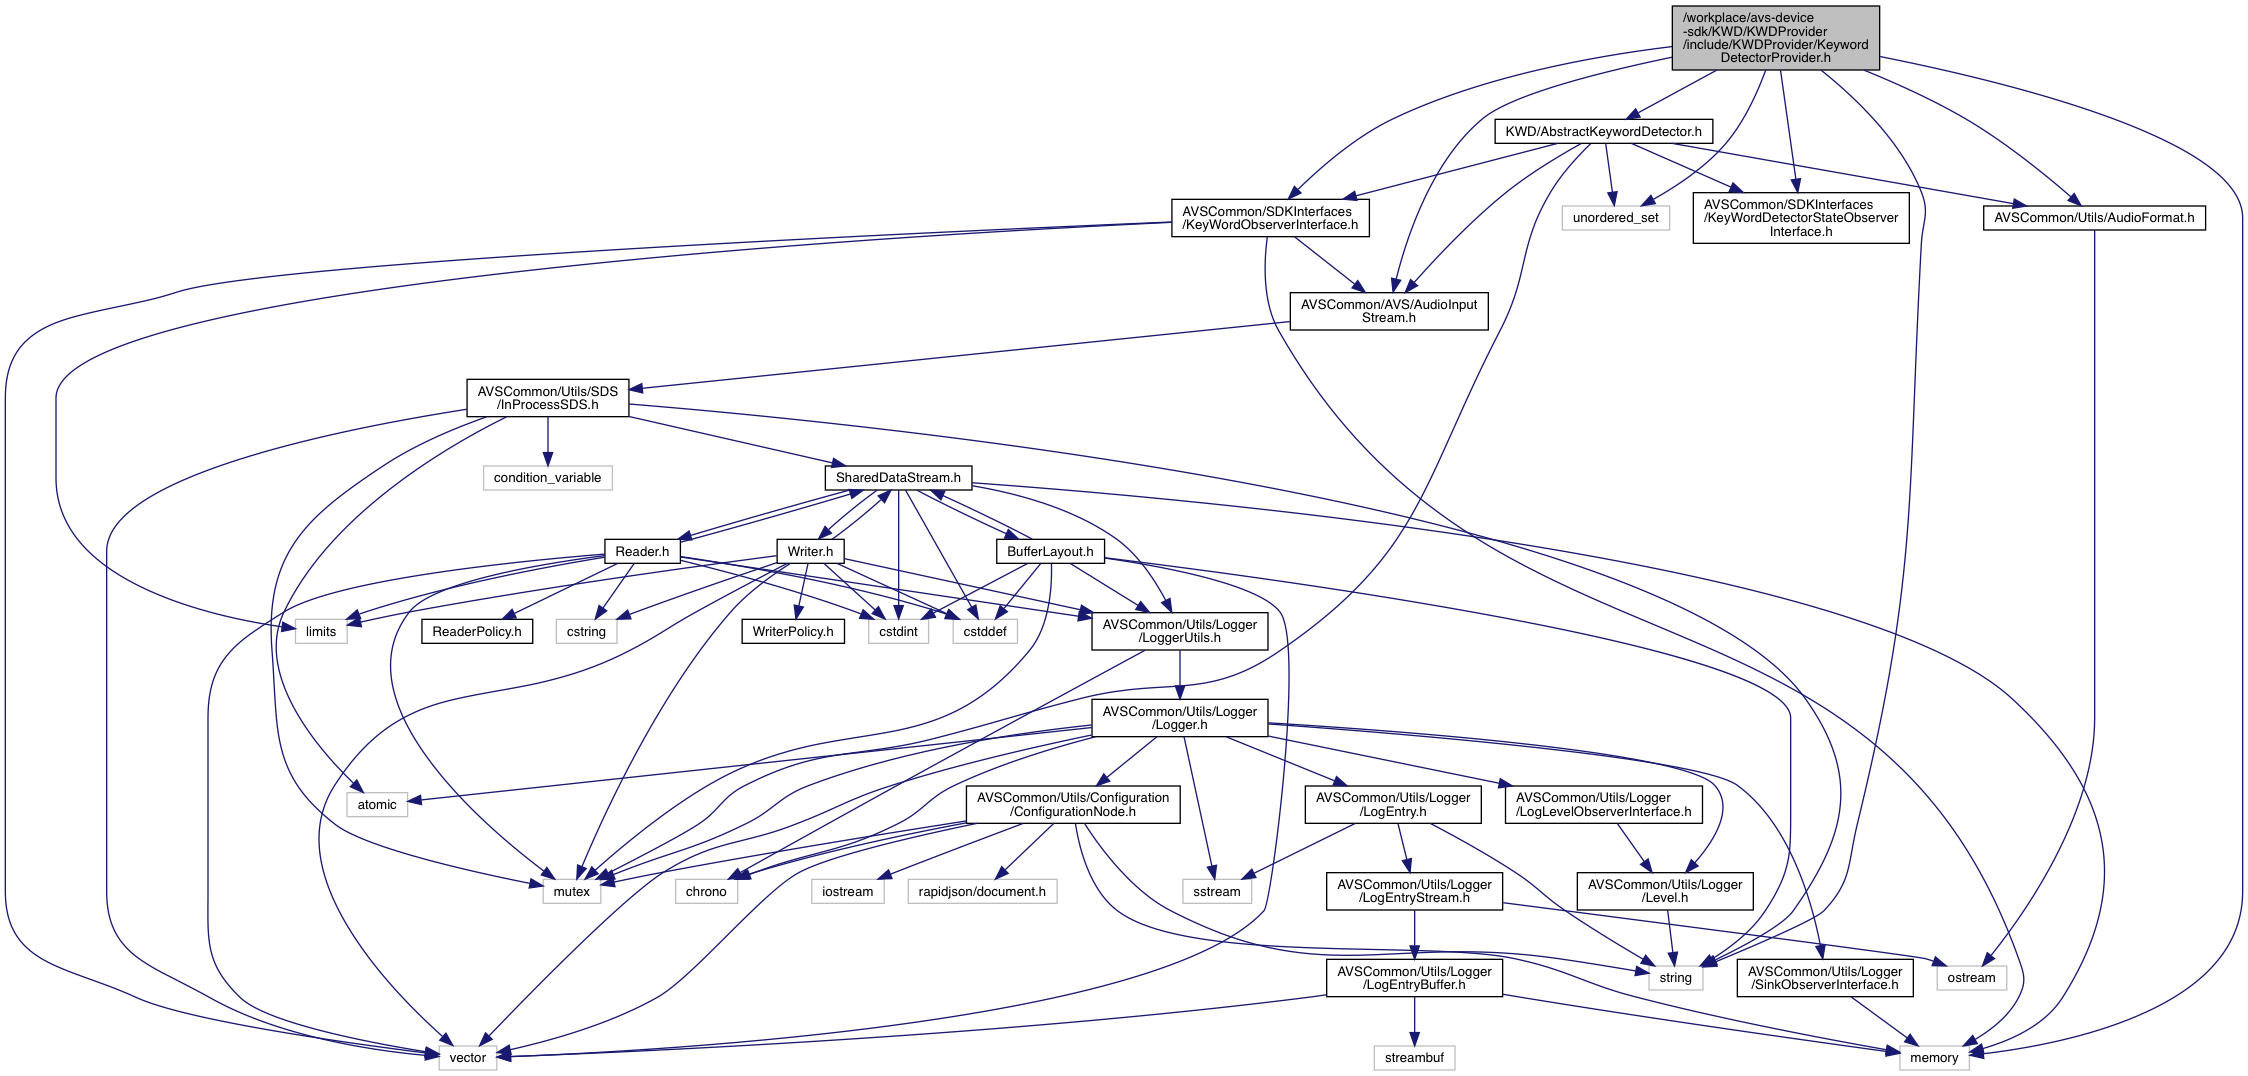 /workplace/avs-device
-sdk/KWD/KWDProvider
/include/KWDProvider/Keyword
DetectorProvider.h
KWD/AbstractKeywordDetector.h
AVSCommon/SDKInterfaces
/KeyWordObserverInterface.h
unordered_set
AVSCommon/SDKInterfaces
/KeyWordDetectorStateObserver
Interface.h
AVSCommon/Utils/AudioFormat.h
AVSCommon/AVS/AudioInput
Stream.h
AVSCommon/Utils/SDS
/InProcessSDS.h
condition_variable
SharedDataStream.h
Reader.h
Writer.h
BufferLayout.h
limits
ReaderPolicy.h
cstring
WriterPolicy.h
cstdint
cstddef
AVSCommon/Utils/Logger
/LoggerUtils.h
AVSCommon/Utils/Logger
/Logger.h
atomic
AVSCommon/Utils/Configuration
/ConfigurationNode.h
AVSCommon/Utils/Logger
/LogEntry.h
AVSCommon/Utils/Logger
/LogLevelObserverInterface.h
mutex
chrono
iostream
rapidjson/document.h
sstream
AVSCommon/Utils/Logger
/LogEntryStream.h
AVSCommon/Utils/Logger
/Level.h
AVSCommon/Utils/Logger
/LogEntryBuffer.h
string
AVSCommon/Utils/Logger
/SinkObserverInterface.h
ostream
vector
streambuf
memory